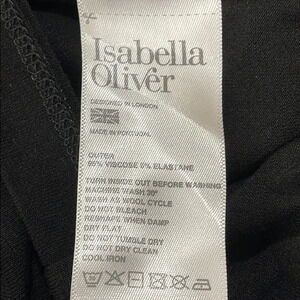 Isabella
Oliver
DESIGNED IN LONDON
MADE IN PORTUGAL
OUTER
95% VISCOSE 5% ELASTANE
TURN INSIDE OUT BEFORE WASHING
MACHINE WASH 30°
WASH AS WOOL CYCLE
DO NOT BLEACH
RESHAPE WHEN DAMP
DRY FLAT
DO NOT TUMBLE DRY
DO NOT DRY CLEAN
COOL IRON